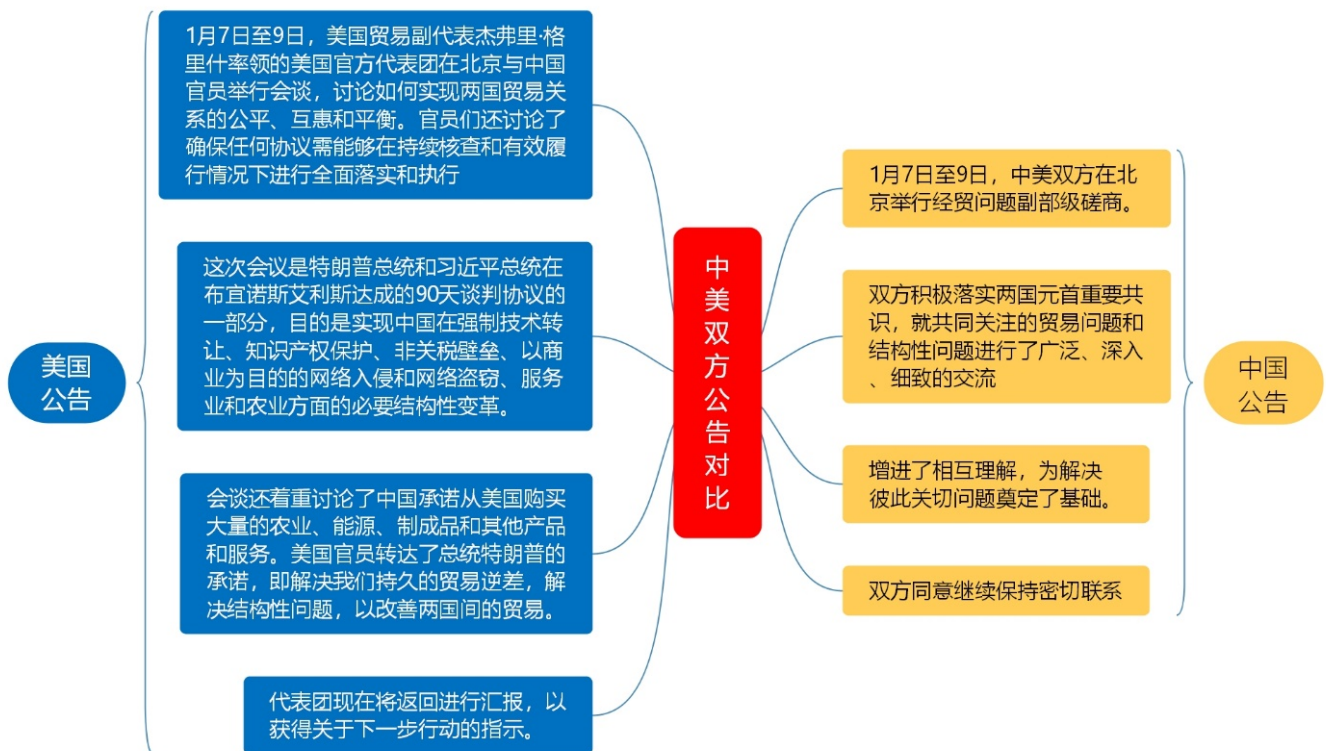 美国
公告
1月7日至9日，美国贸易副代表杰弗里·格
里什率领的美国官方代表团在北京与中国
官员举行会谈，讨论如何实现两国贸易关
系的公平、互惠和平衡。官员们还讨论了
确保任何协议需能够在持续核查和有效履
行情况下进行全面落实和执行
这次会议是特朗普总统和习近平总统在
布宜诺斯艾利斯达成的90天谈判协议的
一部分，目的是实现中国在强制技术转
让、知识产权保护、非关税壁垒、以商
业为目的的网络入侵和网络盗窃、服务
业和农业方面的必要结构性变革。
会谈还着重讨论了中国承诺从美国购买
大量的农业、能源、制成品和其他产品
和服务。美国官员转达了总统特朗普的
承诺，即解决我们持久的贸易逆差，解
决结构性问题，以改善两国间的贸易。
代表团现在将返回进行汇报，以
获得关于下一步行动的指示。
中美双方公告对比
1月7日至9日，中美双方在北
京举行经贸问题副部级磋商。
双方积极落实两国元首重要共
识，就共同关注的贸易问题和
结构性问题进行了广泛、深入
、细致的交流
增进了相互理解，为解决
彼此关切问题奠定了基础。
双方同意继续保持密切联系
中国
公告